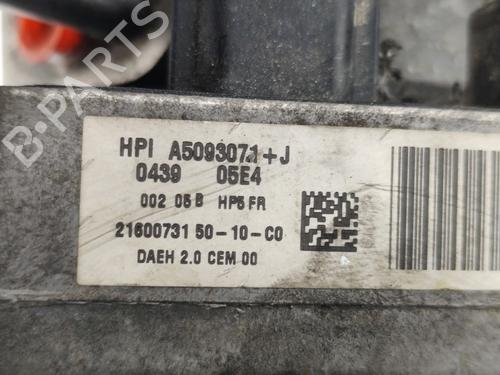 B-PARTS
HPI A5093071+J
0439 05E4
002 05 B HP5 FR
21600731 50-10-C0
DAEH 2.0 CEM 00